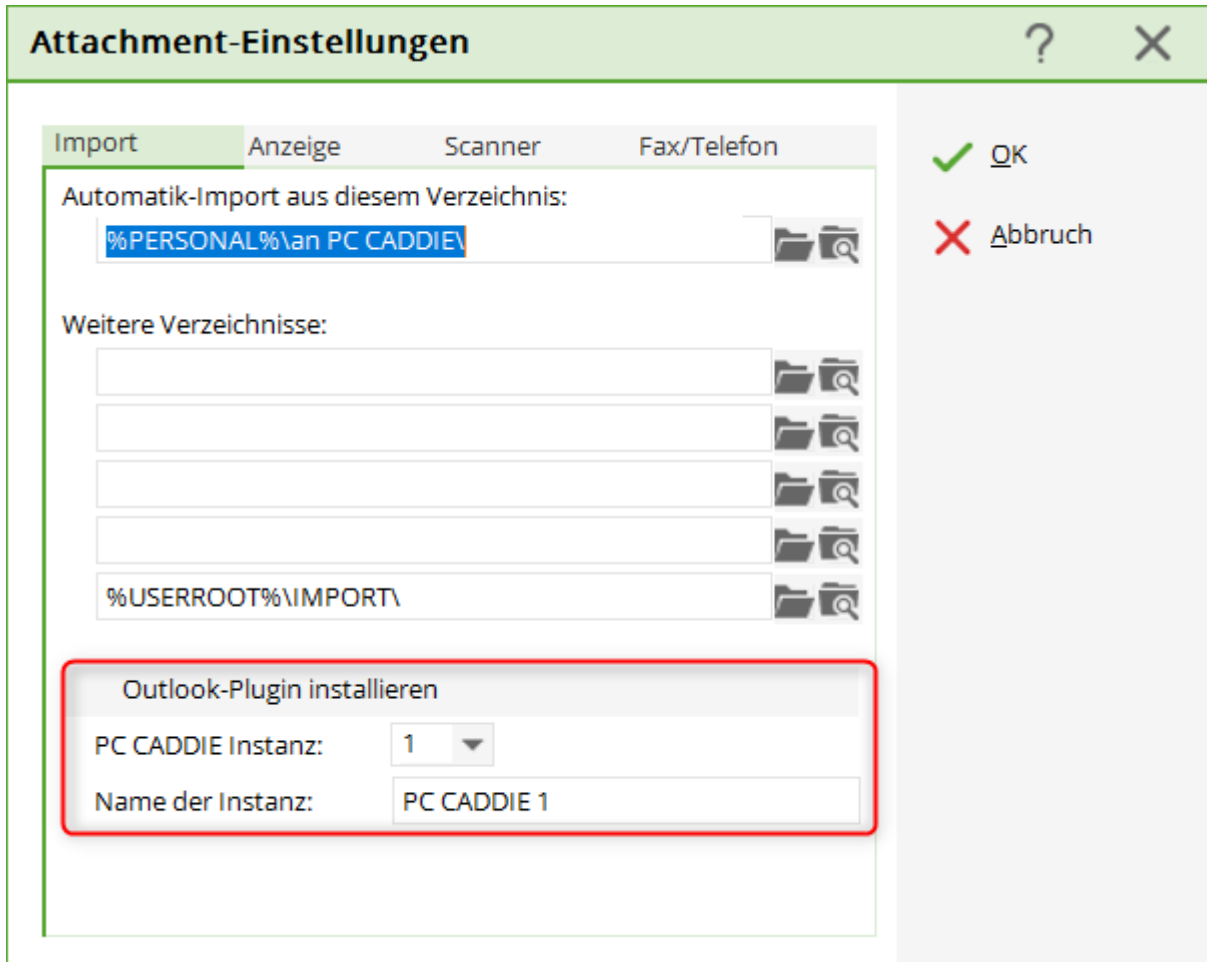 Attachment-Einstellungen
Import Anzeige Scanner Fax/Telefon
Automatik-Import aus diesem Verzeichnis:
%PERSONAL%\an PC CADDIE\
Weitere Verzeichnisse:
%USERROOT%\IMPORT\
Outlook-Plugin installieren
PC CADDIE Instanz: 1
Name der Instanz: PC CADDIE 1
OK
Abbruch